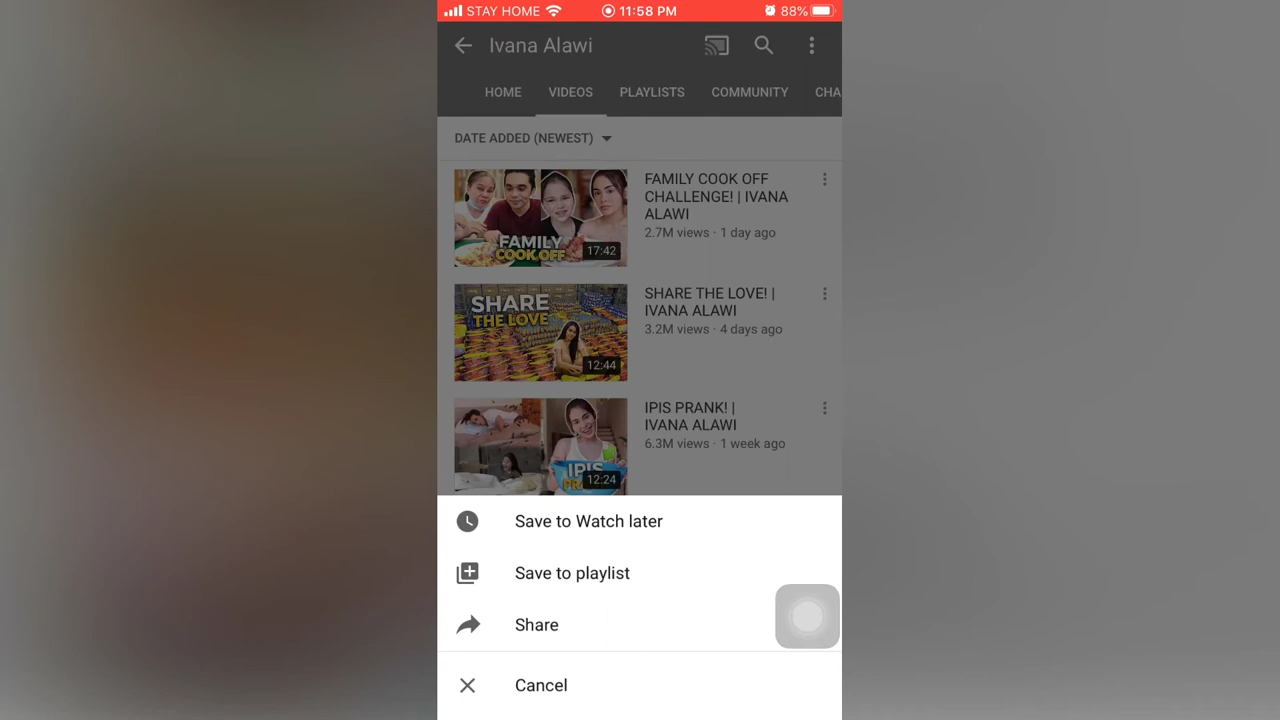 STAY HOME 11:58 PM 88%
Ivana Alawi
HOME VIDEOS PLAYLISTS COMMUNITY CHA
DATE ADDED (NEWEST)
FAMILY COOK OFF
CHALLENGE! | IVANA
ALAWI
2.7M views · 1 day ago
FAMILY
COOK OFF
17:42
SHARE THE LOVE! |
IVANA ALAWI
3.2M views · 4 days ago
SHARE
THE LOVE
12:44
IPIS PRANK! |
IVANA ALAWI
6.3M views · 1 week ago
IPIS
12:24
Save to Watch later
Save to playlist
Share
Cancel